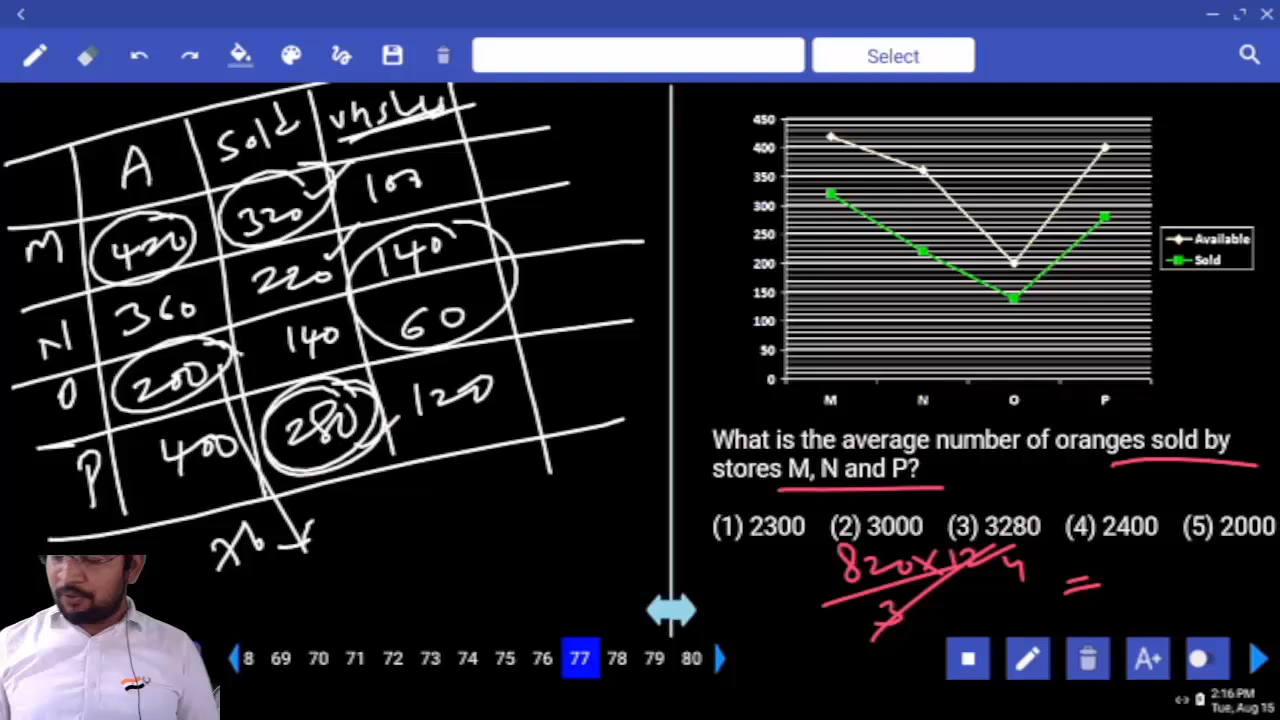 Select
A Sold
M 420 320 100
N 360 220 140
O 200 140 60
P 400 280 120
450
400
350
300
250
200
150
100
50
0
M N O P
Available
Sold
What is the average number of oranges sold by
stores M, N and P?
(1) 2300 (2) 3000 (3) 3280 (4) 2400 (5) 2000
820×12 4
3
=
8 69 70 71 72 73 74 75 76 77 78 79 80
A+
2:16 PM
Tue, Aug 15